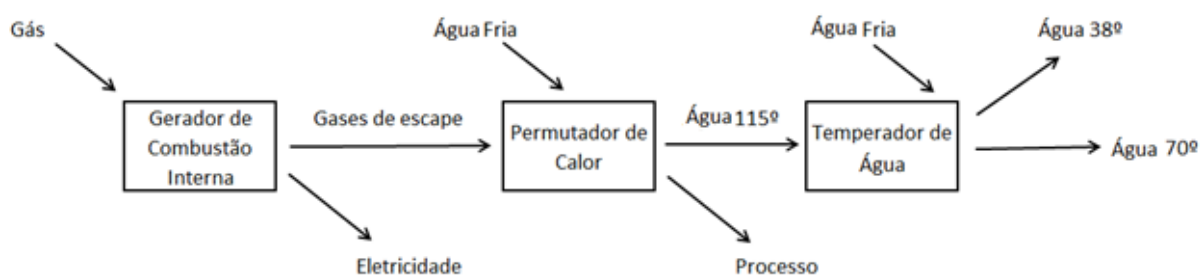 Gás
Água Fria
Água Fria
Água 38º
Gerador de
Combustão
Interna
Gases de escape
Permutador de
Calor
Água 115º
Temperador de
Água
Água 70º
Eletricidade
Processo